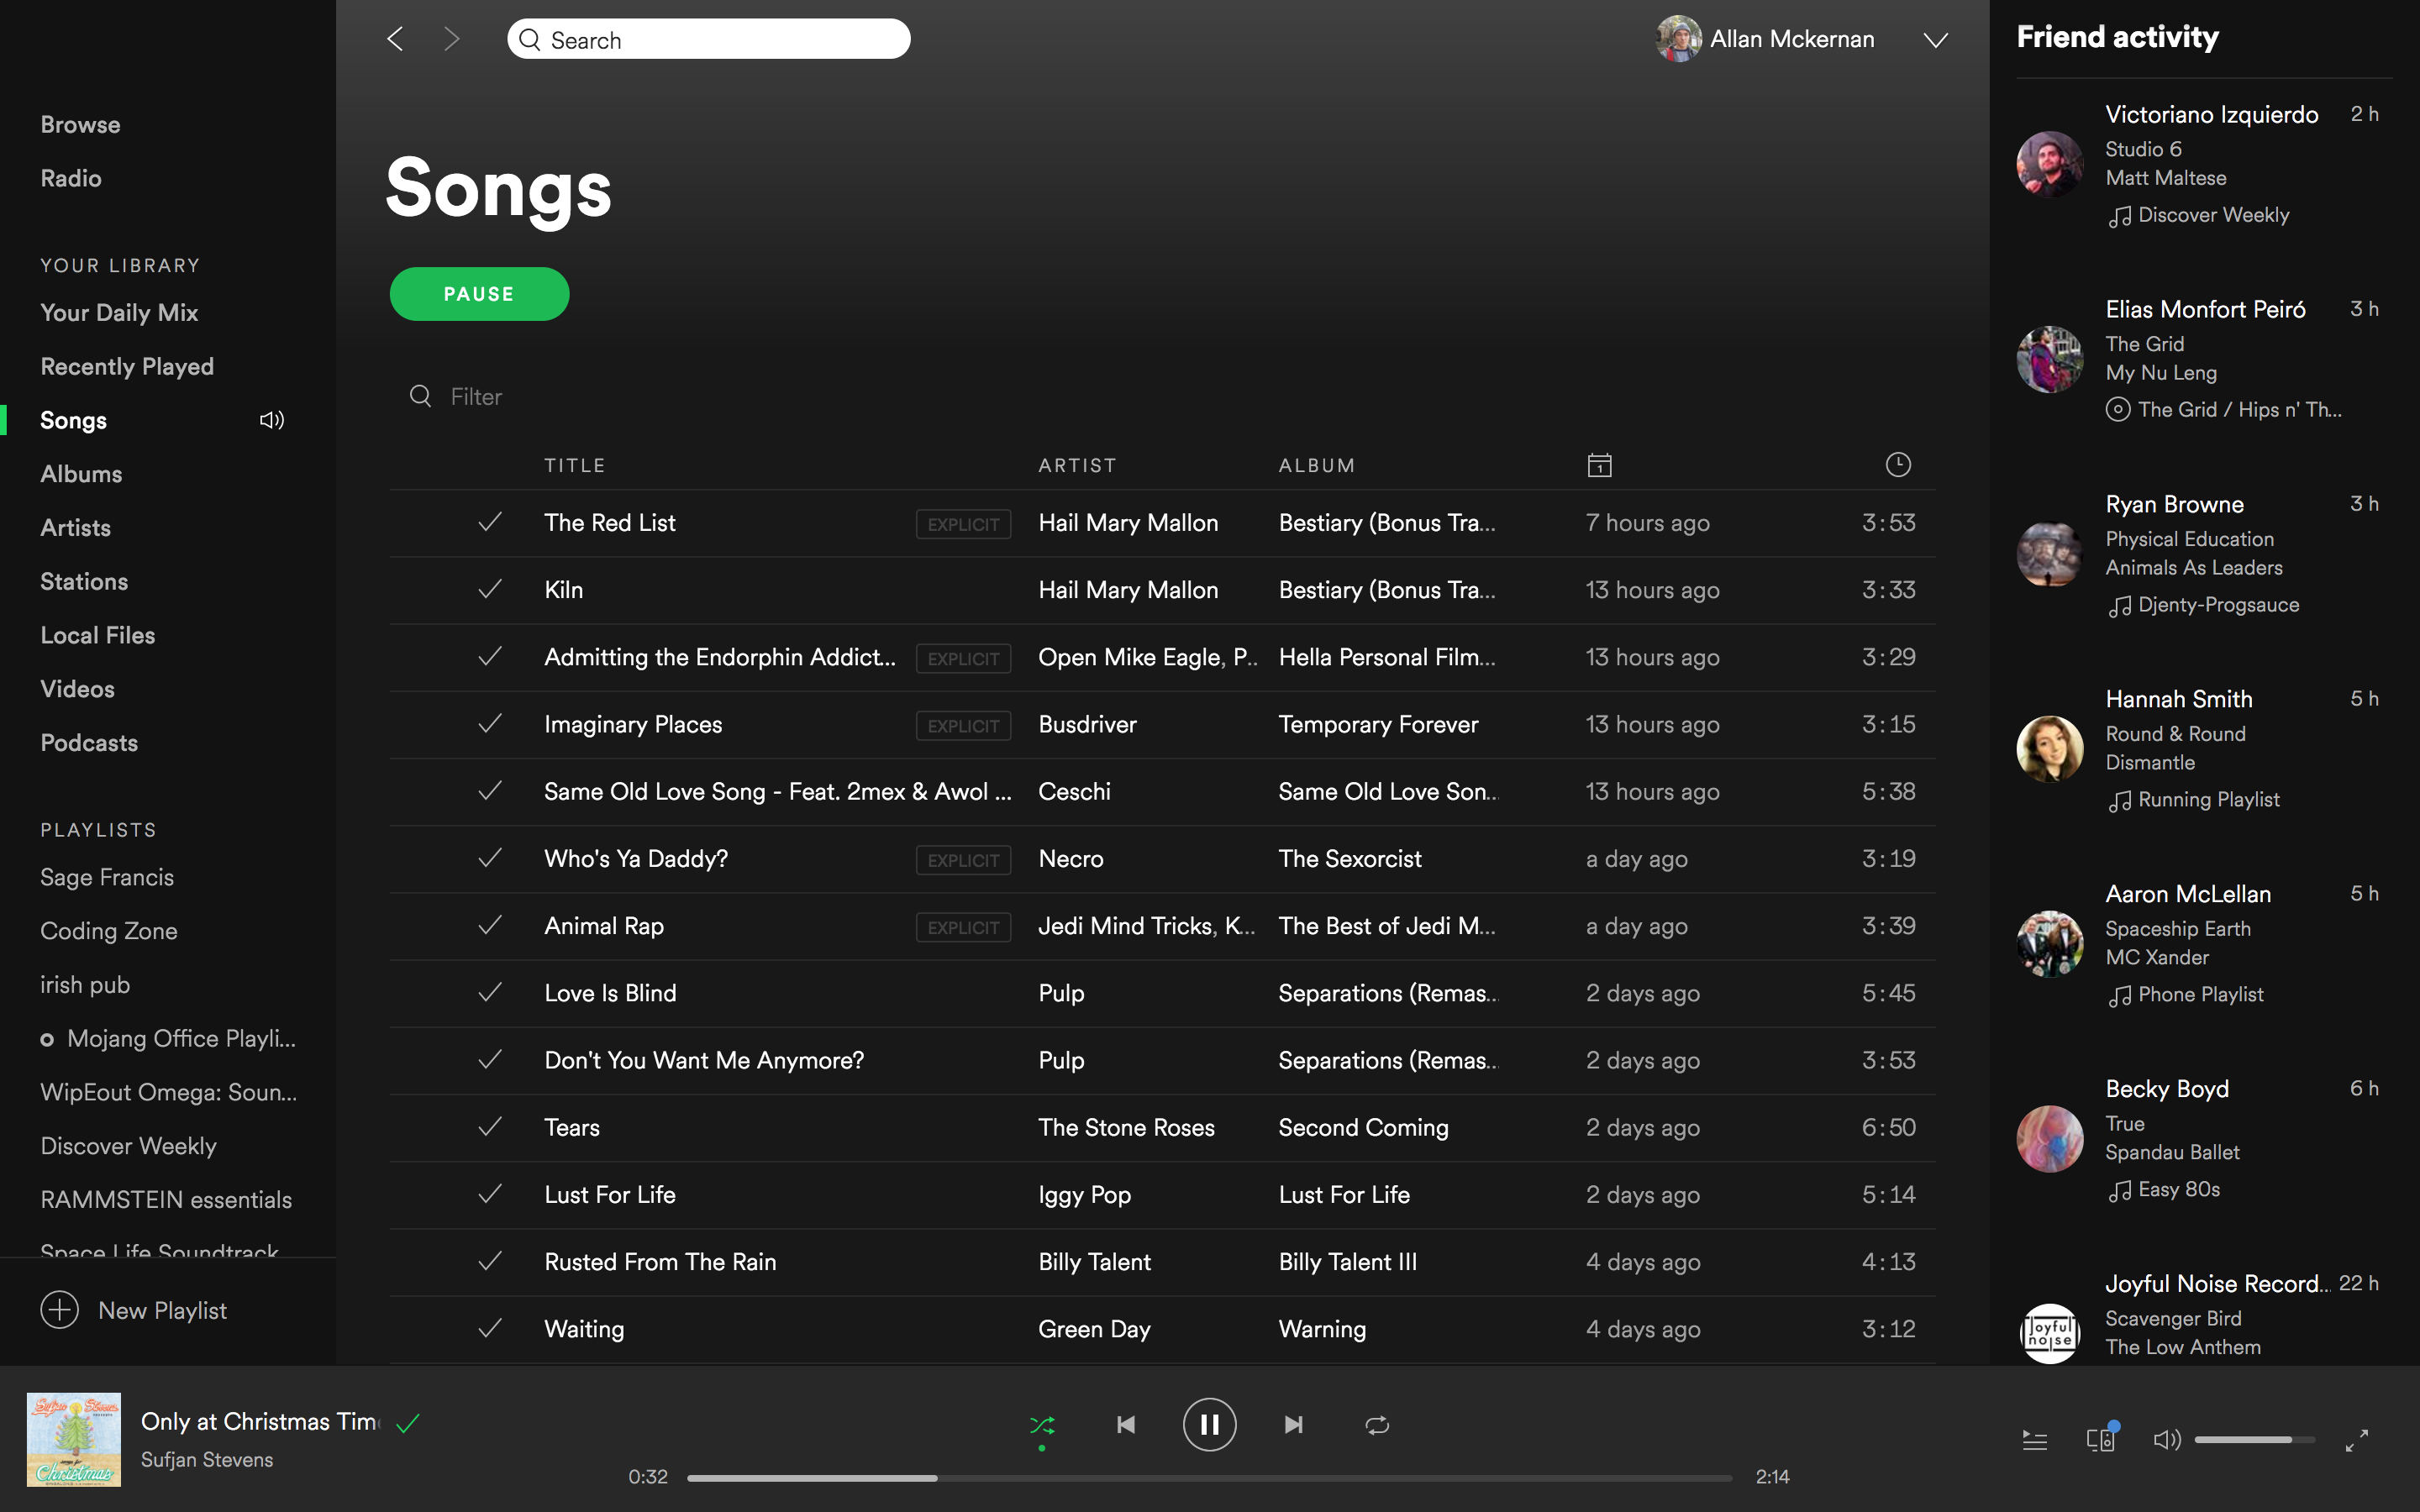 Search
Allan Mckernan
Browse
Radio
YOUR LIBRARY
Your Daily Mix
Recently Played
Songs
Albums
Artists
Stations
Local Files
Videos
Podcasts
PLAYLISTS
Sage Francis
Coding Zone
irish pub
Mojang Office Playli...
WipEout Omega: Soun...
Discover Weekly
RAMMSTEIN essentials
Space Life Soundtrack
New Playlist
Songs
PAUSE
Filter
TITLE ARTIST ALBUM 1
The Red List EXPLICIT Hail Mary Mallon Bestiary (Bonus Tra... 7 hours ago 3:53
Kiln Hail Mary Mallon Bestiary (Bonus Tra... 13 hours ago 3:33
Admitting the Endorphin Addict... EXPLICIT Open Mike Eagle, P.. Hella Personal Film... 13 hours ago 3:29
Imaginary Places EXPLICIT Busdriver Temporary Forever 13 hours ago 3:15
Same Old Love Song - Feat. 2mex & Awol ... Ceschi Same Old Love Son... 13 hours ago 5:38
Who's Ya Daddy? EXPLICIT Necro The Sexorcist a day ago 3:19
Animal Rap EXPLICIT Jedi Mind Tricks, K... The Best of Jedi M... a day ago 3:39
Love Is Blind Pulp Separations (Remas... 2 days ago 5:45
Don't You Want Me Anymore? Pulp Separations (Remas... 2 days ago 3:53
Tears The Stone Roses Second Coming 2 days ago 6:50
Lust For Life Iggy Pop Lust For Life 2 days ago 5:14
Rusted From The Rain Billy Talent Billy Talent III 4 days ago 4:13
Waiting Green Day Warning 4 days ago 3:12
Friend activity
Victoriano Izquierdo 2 h
Studio 6
Matt Maltese
Discover Weekly
Elias Monfort Peiró 3 h
The Grid
My Nu Leng
The Grid / Hips n' Th...
Ryan Browne 3 h
Physical Education
Animals As Leaders
Djenty-Progsauce
Hannah Smith 5 h
Round & Round
Dismantle
Running Playlist
Aaron McLellan 5 h
Spaceship Earth
MC Xander
Phone Playlist
Becky Boyd 6 h
True
Spandau Ballet
Easy 80s
Joyful Noise Record... 22 h
Scavenger Bird
The Low Anthem
Joyful
noise
Sufjan Stevens
Christmas
Only at Christmas Tim
Sufjan Stevens
0:32
2:14